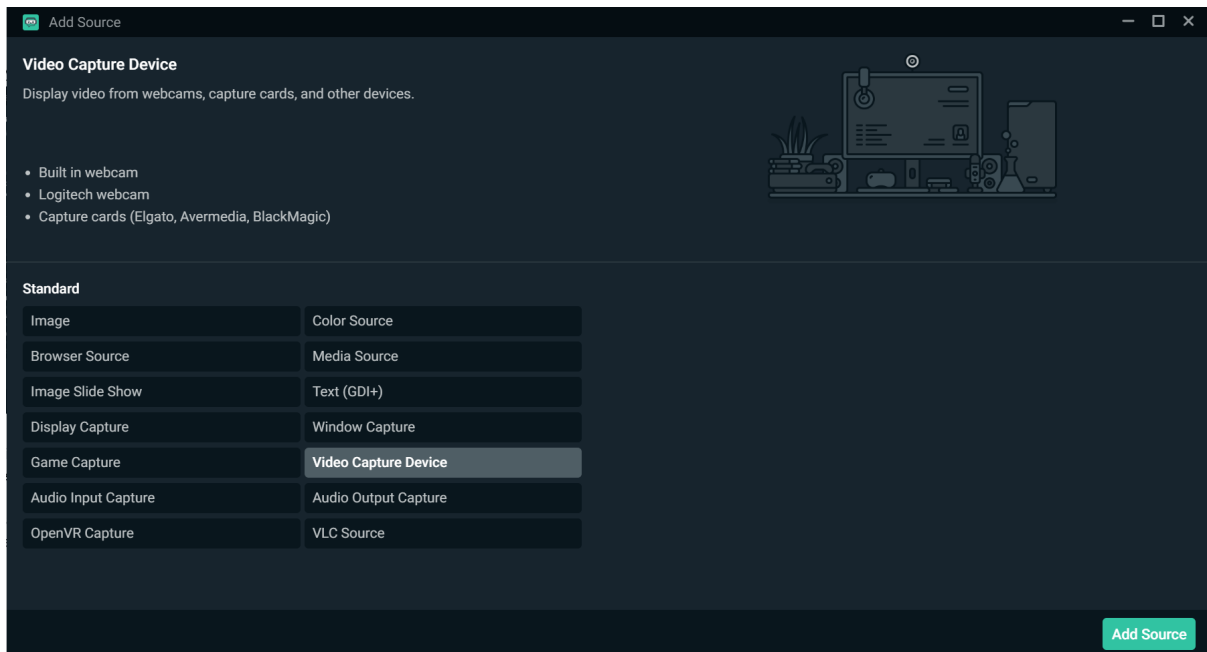 Add Source
Video Capture Device
Display video from webcams, capture cards, and other devices.
• Built in webcam
• Logitech webcam
• Capture cards (Elgato, Avermedia, BlackMagic)
Standard
Image
Color Source
Browser Source
Media Source
Image Slide Show
Text (GDI+)
Display Capture
Window Capture
Game Capture
Video Capture Device
Audio Input Capture
Audio Output Capture
OpenVR Capture
VLC Source
Add Source